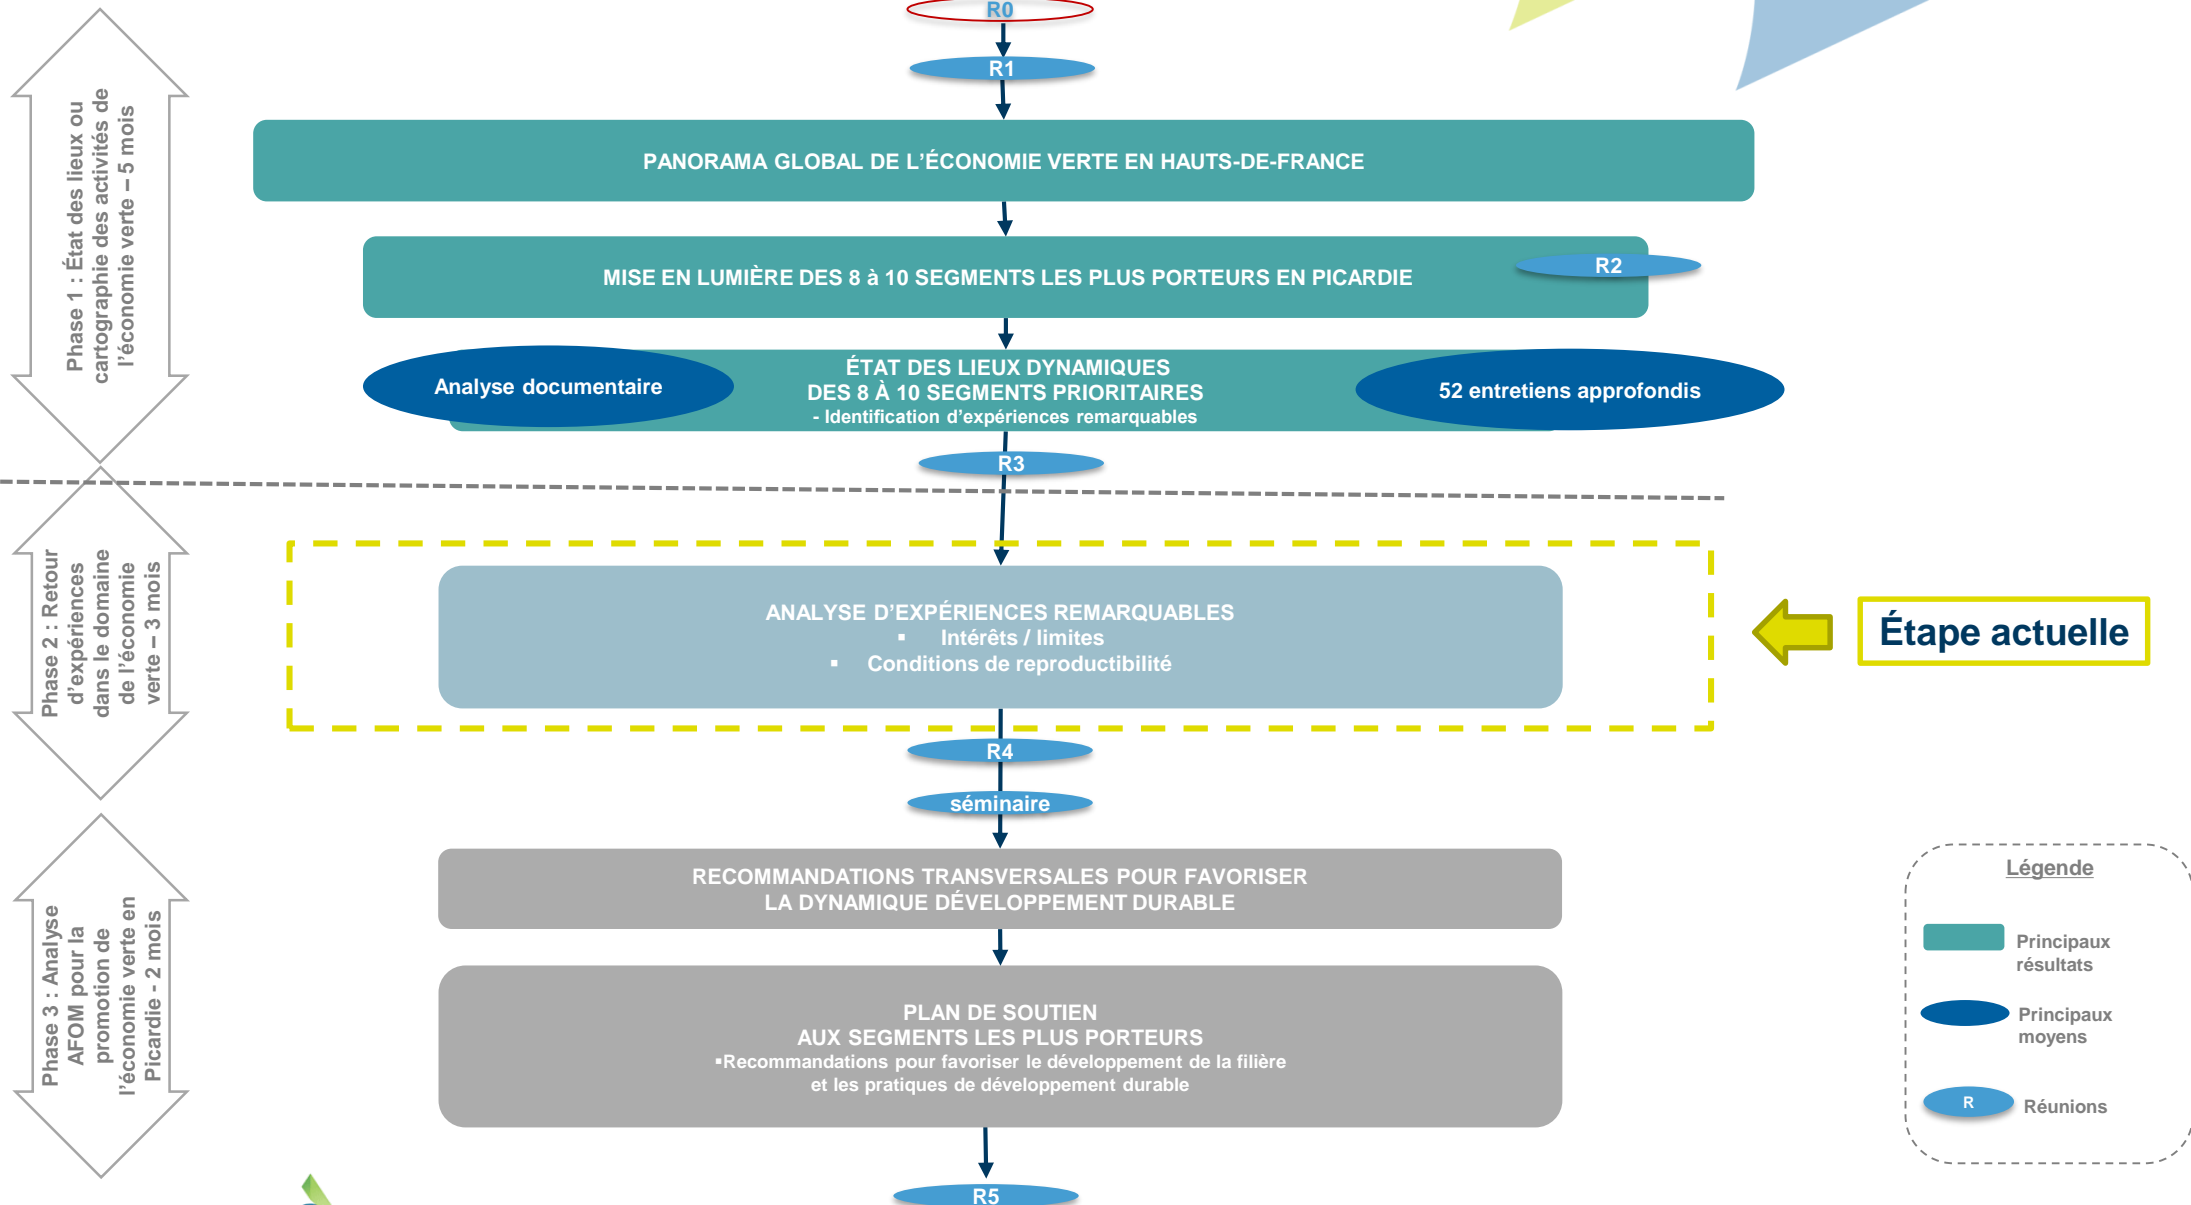 R0
R1
Phase 1 : État des lieux ou
cartographie des activités de
l'économie verte – 5 mois
PANORAMA GLOBAL DE L'ÉCONOMIE VERTE EN HAUTS-DE-FRANCE
MISE EN LUMIÈRE DES 8 à 10 SEGMENTS LES PLUS PORTEURS EN PICARDIE
R2
Analyse documentaire
ÉTAT DES LIEUX DYNAMIQUES
DES 8 À 10 SEGMENTS PRIORITAIRES
- Identification d'expériences remarquables
52 entretiens approfondis
R3
Phase 2 : Retour
d'expériences
dans le domaine
de l'économie
verte – 3 mois
ANALYSE D'EXPÉRIENCES REMARQUABLES
▪ Intérêts / limites
▪ Conditions de reproductibilité
Étape actuelle
R4
séminaire
Phase 3 : Analyse
AFOM pour la
promotion de
l'économie verte en
Picardie - 2 mois
RECOMMANDATIONS TRANSVERSALES POUR FAVORISER
LA DYNAMIQUE DÉVELOPPEMENT DURABLE
PLAN DE SOUTIEN
AUX SEGMENTS LES PLUS PORTEURS
▪Recommandations pour favoriser le développement de la filière
et les pratiques de développement durable
R5
Légende
Principaux
résultats
Principaux
moyens
R
Réunions